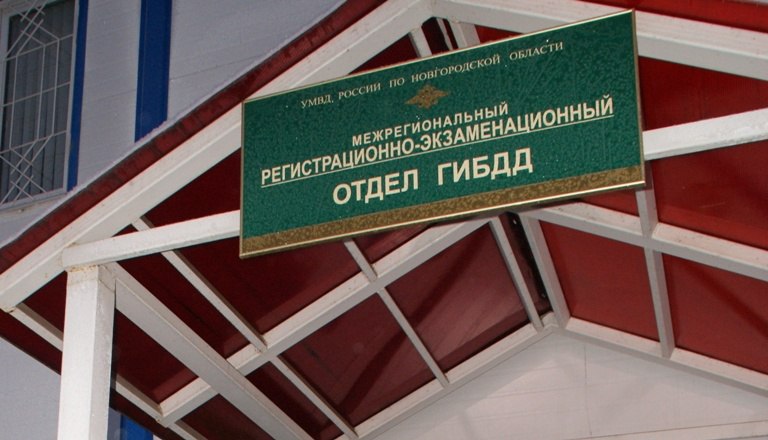 УМВД РОССИИ ПО НОВГОРОДСКОЙ ОБЛАСТИ
МЕЖРЕГИОНАЛЬНЫЙ
РЕГИСТРАЦИОННО-ЭКЗАМЕНАЦИОННЫЙ
ОТДЕЛ ГИБДД